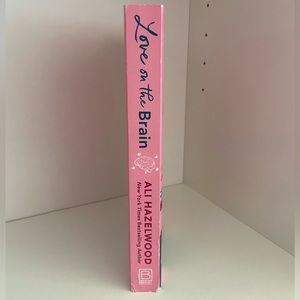 Love on the Brain
ALI HAZELWOOD
New York Times Bestselling Author
B